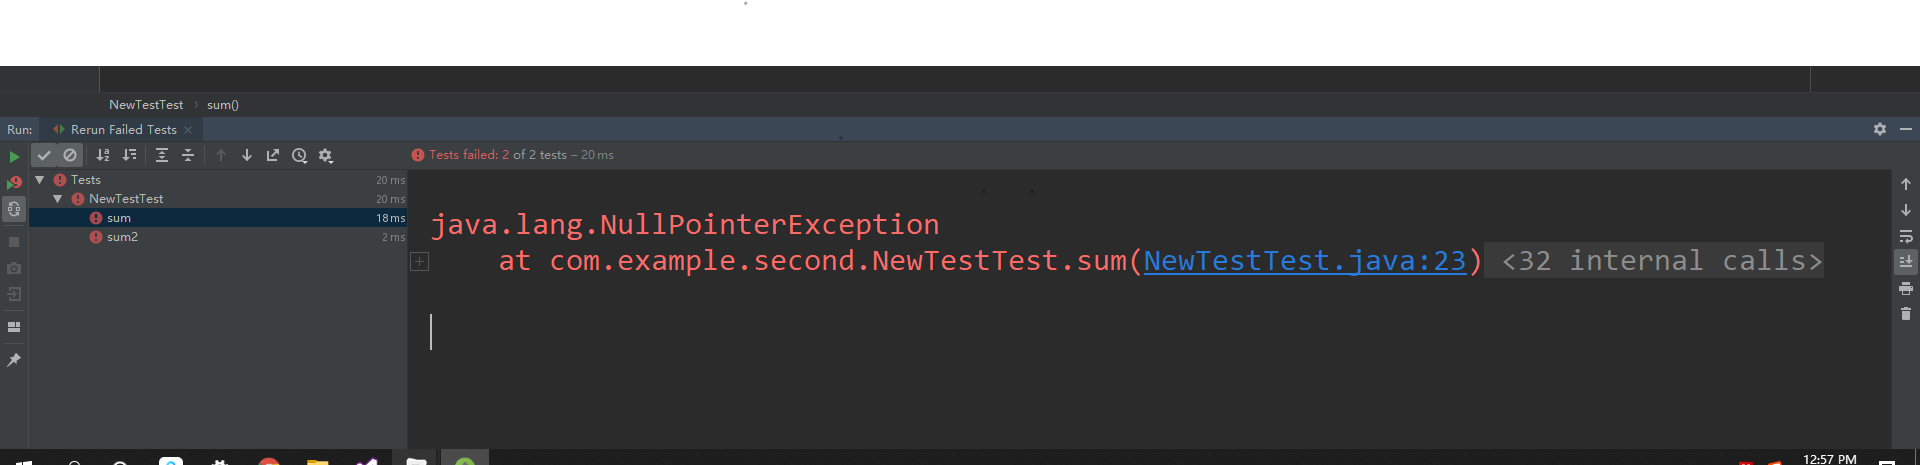 NewTestTest > sum()
Run: Rerun Failed Tests
Tests failed: 2 of 2 tests – 20 ms
Tests 20 ms
NewTestTest 20 ms
sum 18 ms
sum2 2 ms
java.lang.NullPointerException
at com.example.second.NewTestTest.sum(NewTestTest.java:23) <32 internal calls>
12:57 PM